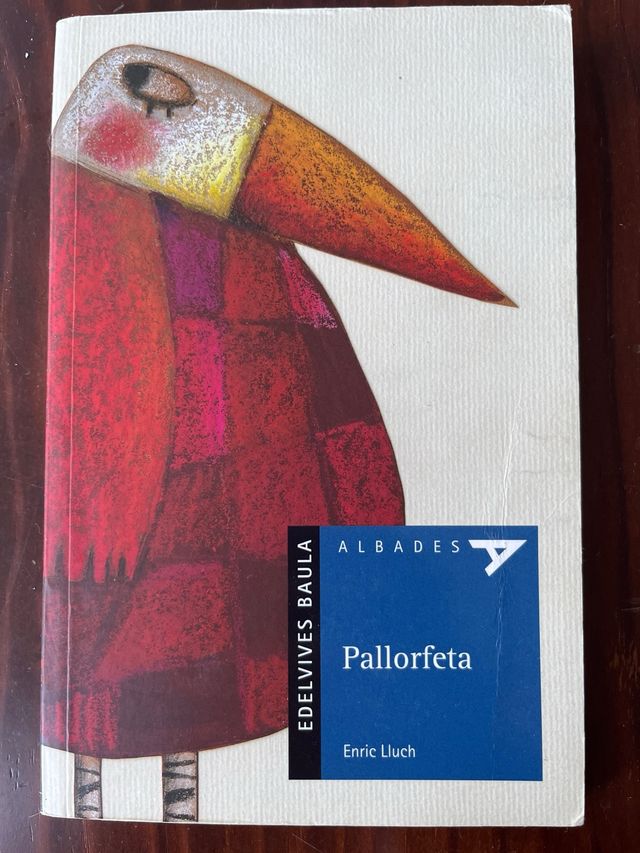 ALBADES
EDELVIVES BAULA
Pallorfeta
Enric Lluch